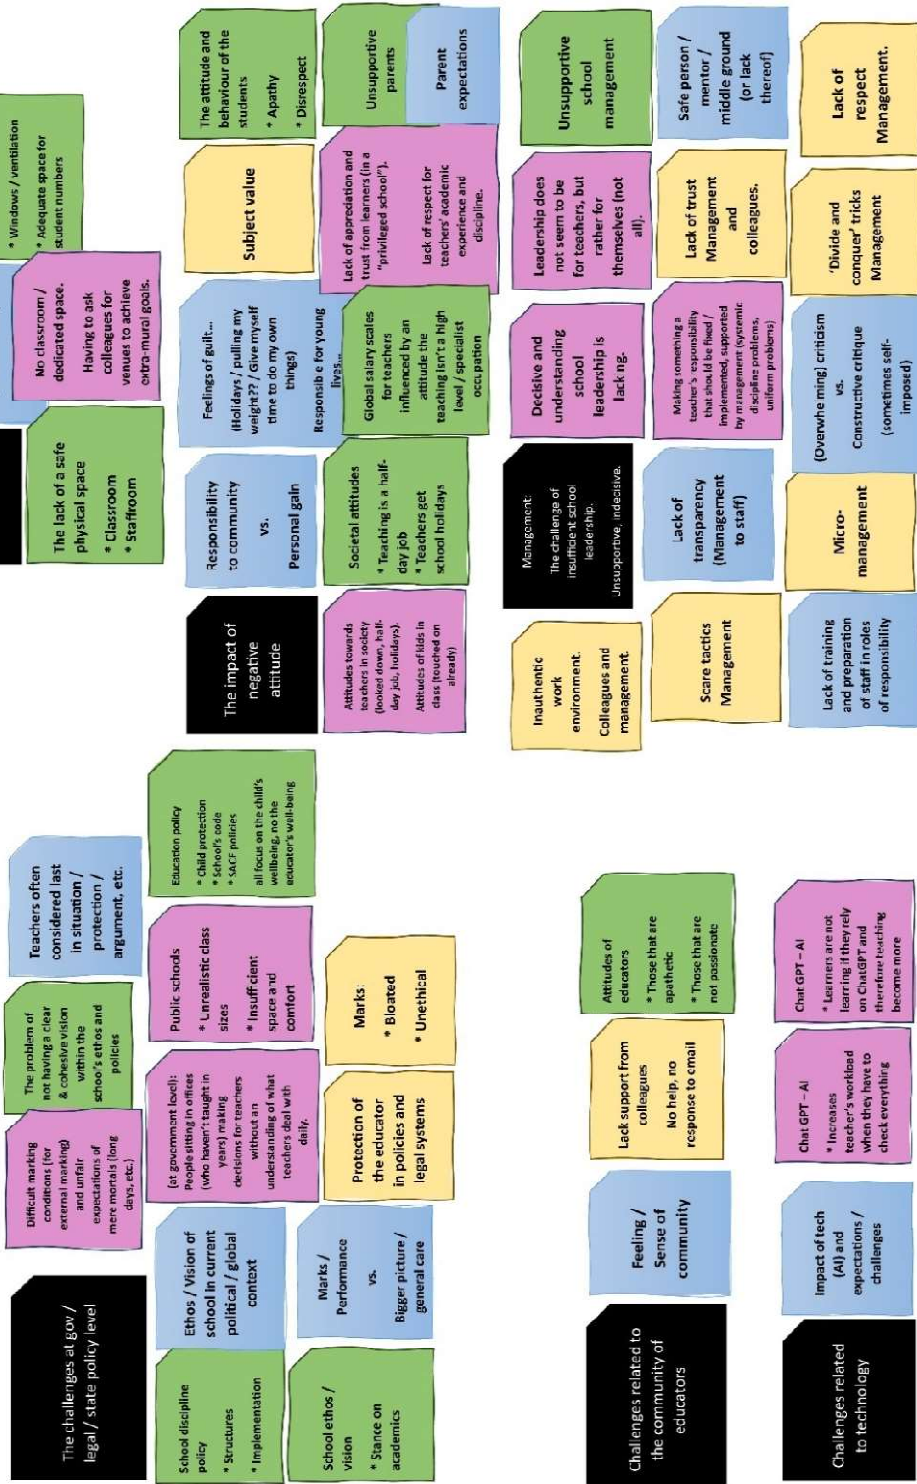 The challenges at gov /
legal / state policy level
Difficult marking
conditions (for
external marking)
and unfair
expectations of
mere mortals (long
days, etc.)
The problem of
not having a clear
& cohesive vision
within the
school's ethos and
policies
Teachers often
considered last
in situation /
protection /
argument, etc.
School discipline
policy
* Structures
* Implementation
Ethos / Vision of
school in current
political / global
context
(at government level):
People sitting in offices
(who haven't taught in
years) making
decisions for teachers
without an
understanding of what
teachers deal with
daily.
Public schools
* Unrealistic class
sizes
* Insufficient
space and
comfort
Education policy
* Child protection
* School's code
* SACE policies
all focus on the child's
wellbeing, no the
educator's well-being
School ethos /
vision
* Stance on
academics
Marks /
Performance
vs.
Bigger picture /
general care
Protection of
the educator
in policies and
legal systems
Marks:
* Bloated
* Unethical
Challenges related to
the community of
educators
Feeling /
Sense of
community
Lack support from
colleagues
No help, no
response to email
Attitudes of
educators
* Those that are
apathetic
* Those that are
not passionate
Challenges related
to technology
Impact of tech
(AI) and
expectations /
challenges
Chat GPT – AI
* Increases
teacher's workload
when they have to
check everything
Chat GPT – AI
* Learners are not
learning if they rely
on ChatGPT and
therefore teaching
become more
The lack of a safe
physical space
* Classroom
* Staffroom
No classroom /
dedicated space.
Having to ask
colleagues for
venues to achieve
extra-mural goals.
* Windows / ventilation
* Adequate space for
student numbers
The impact of
negative
attitude
Responsibility
to community
vs.
Personal gain
Feelings of guilt...
(Holidays / pulling my
weight?? / Give myself
time to do my own
things)
Responsible for young
lives...
Subject value
The attitude and
behaviour of the
students
* Apathy
* Disrespect
Attitudes towards
teachers in society
(looked down, half-
day job, holidays).
Attitudes of kids in
class (touched on
already)
Societal attitudes
* Teaching is a half-
day job
* Teachers get
school holidays
Global salary scales
for teachers
influenced by an
attitude the
teaching isn't a high
level / specialist
occupation
Lack of appreciation and
trust from learners (in a
"privileged school").
Lack of respect for
teachers' academic
experience and
discipline.
Unsupportive
parents
Parent
expectations
Inauthentic
work
environment.
Colleagues and
management.
Management:
The challenge of
insufficient school
leadership.
Unsupportive, indecisive.
Decisive and
understanding
school
leadership is
lacking.
Leadership does
not seem to be
for teachers, but
rather for
themselves (not
all).
Unsupportive
school
management
Scare tactics
Management
Lack of
transparency
(Management
to staff)
Making something a
teacher's responsibility
that should be fixed /
implemented, supported
by management (systemic
discipline problems,
uniform problems)
Lack of trust
Management
and
colleagues.
Safe person /
mentor /
middle ground
(or lack
thereof)
Lack of training
and preparation
of staff in roles
of responsibility
Micro-
management
(Overwhelming) criticism
vs.
Constructive critique
(sometimes self-
imposed)
'Divide and
conquer' tricks
Management
Lack of
respect
Management.